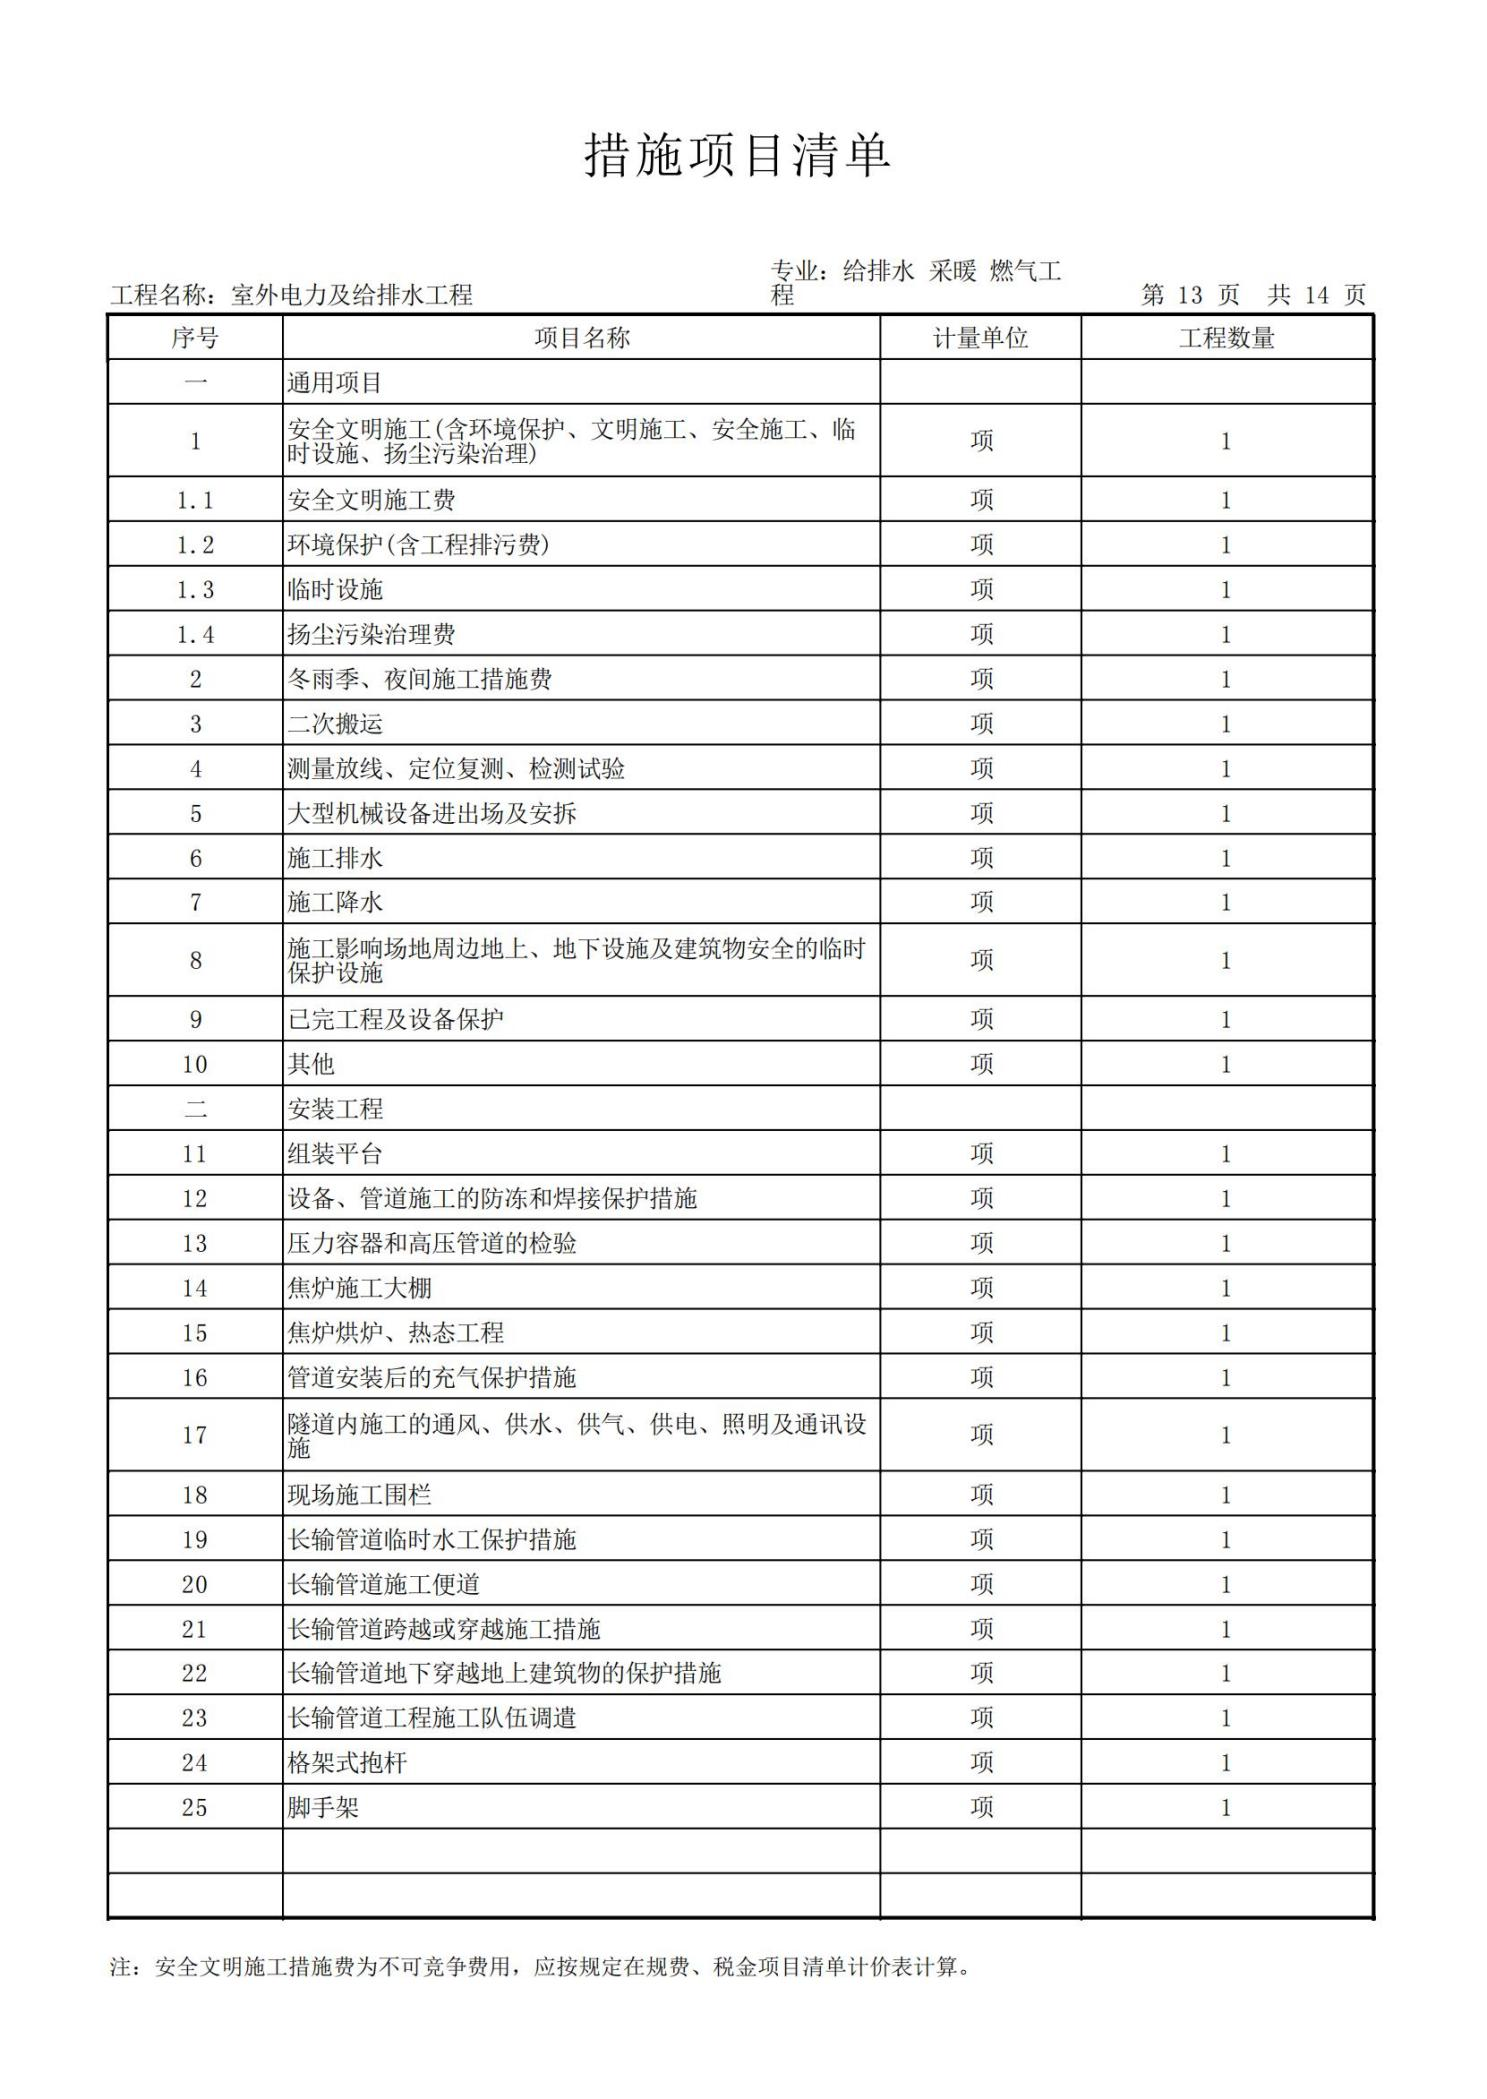 措施项目清单
专业：给排水 采暖 燃气工
工程名称：室外电力及给排水工程 程 第 13 页 共 14 页
序号 项目名称 计量单位 工程数量
一 通用项目
安全文明施工(含环境保护、文明施工、安全施工、临
1 时设施、扬尘污染治理) 项 1
1.1 安全文明施工费 项 1
1.2 环境保护(含工程排污费) 项 1
1.3 临时设施 项 1
1.4 扬尘污染治理费 项 1
2 冬雨季、夜间施工措施费 项 1
3 二次搬运 项 1
4 测量放线、定位复测、检测试验 项 1
5 大型机械设备进出场及安拆 项 1
6 施工排水 项 1
7 施工降水 项 1
施工影响场地周边地上、地下设施及建筑物安全的临时
8 保护设施 项 1
9 已完工程及设备保护 项 1
10 其他 项 1
二 安装工程
11 组装平台 项 1
12 设备、管道施工的防冻和焊接保护措施 项 1
13 压力容器和高压管道的检验 项 1
14 焦炉施工大棚 项 1
15 焦炉烘炉、热态工程 项 1
16 管道安装后的充气保护措施 项 1
隧道内施工的通风、供水、供气、供电、照明及通讯设
17 施 项 1
18 现场施工围栏 项 1
19 长输管道临时水工保护措施 项 1
20 长输管道施工便道 项 1
21 长输管道跨越或穿越施工措施 项 1
22 长输管道地下穿越地上建筑物的保护措施 项 1
23 长输管道工程施工队伍调遣 项 1
24 格架式抱杆 项 1
25 脚手架 项 1
注：安全文明施工措施费为不可竞争费用，应按规定在规费、税金项目清单计价表计算。